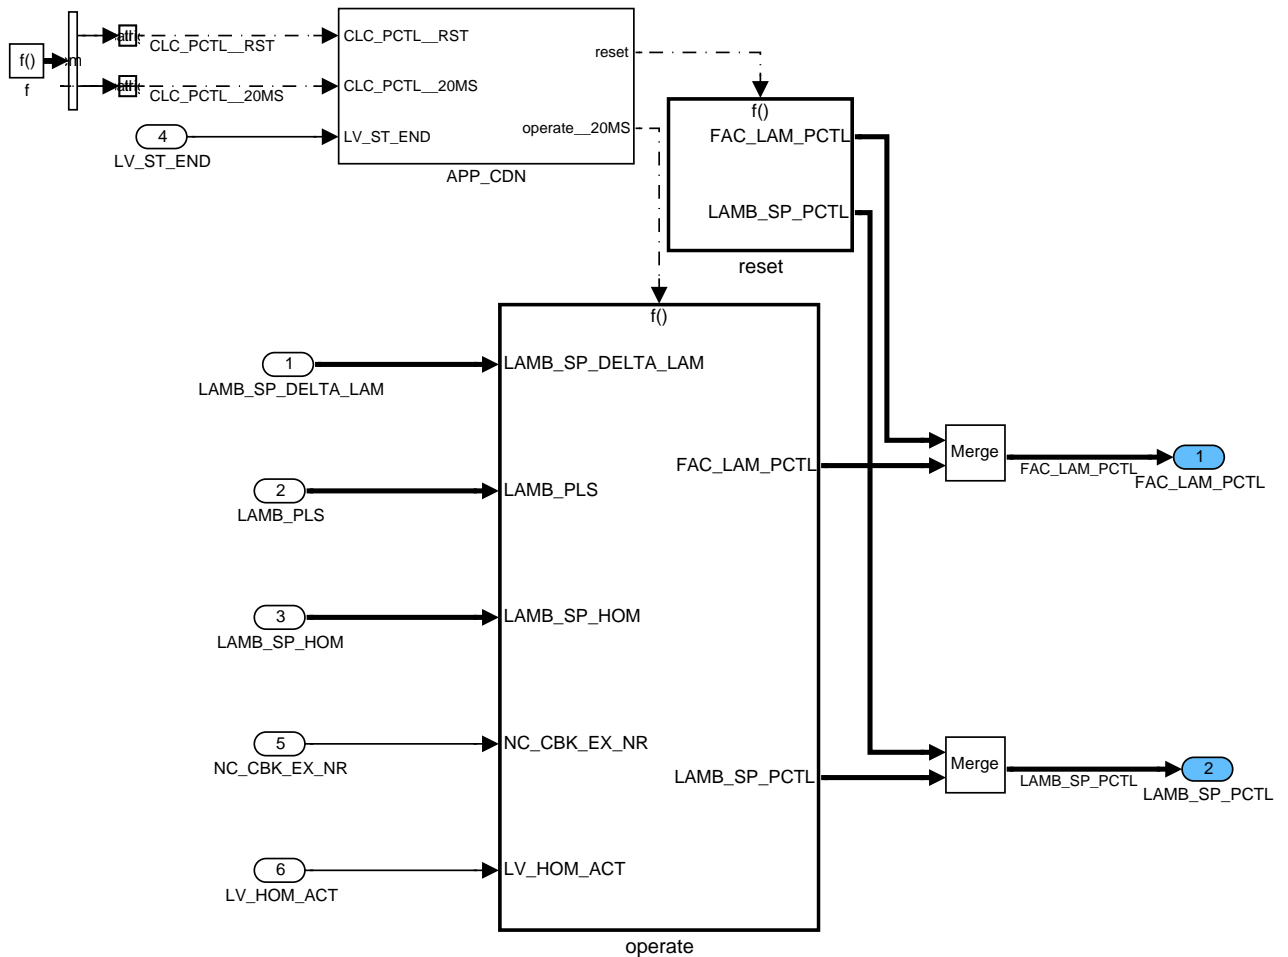 f()
f
CLC_PCTL__RST
CLC_PCTL__20MS
4
LV_ST_END
CLC_PCTL__RST
CLC_PCTL__20MS
LV_ST_END
reset
operate__20MS
APP_CDN
f()
FAC_LAM_PCTL
LAMB_SP_PCTL
reset
f()
1
LAMB_SP_DELTA_LAM
2
LAMB_PLS
3
LAMB_SP_HOM
5
NC_CBK_EX_NR
6
LV_HOM_ACT
LAMB_SP_DELTA_LAM
LAMB_PLS
LAMB_SP_HOM
NC_CBK_EX_NR
LV_HOM_ACT
FAC_LAM_PCTL
LAMB_SP_PCTL
operate
Merge
FAC_LAM_PCTL
1
FAC_LAM_PCTL
Merge
LAMB_SP_PCTL
2
LAMB_SP_PCTL